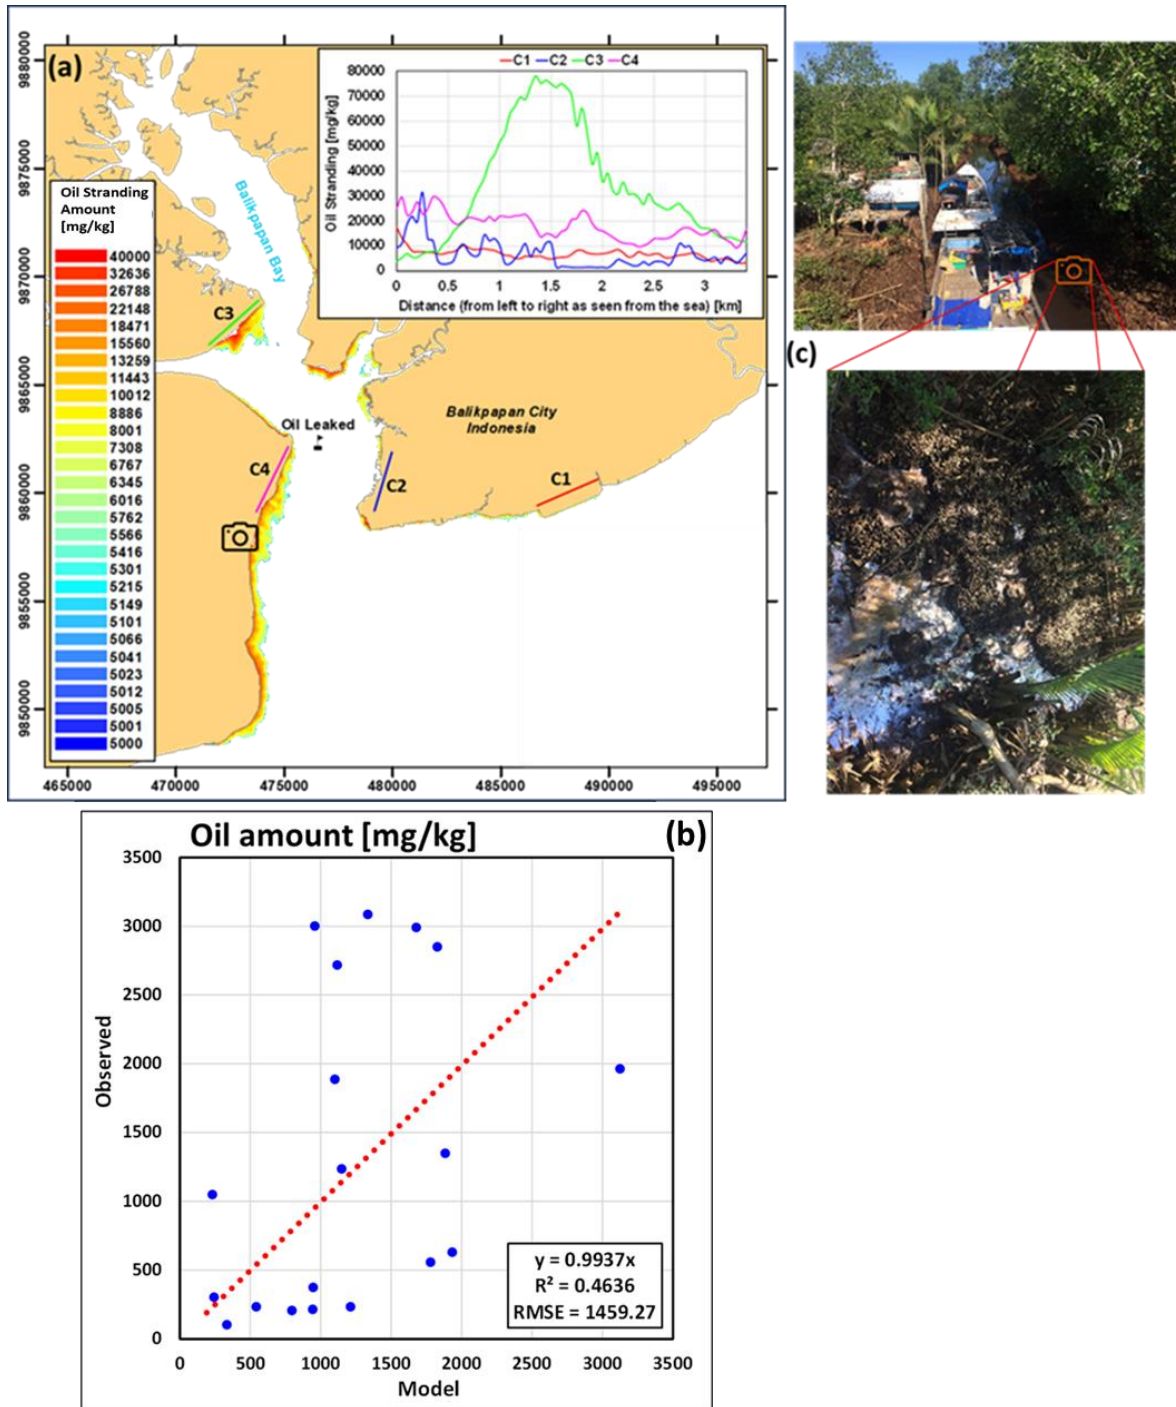 (a)
C1 C2 C3 C4
Oil Stranding [mg/kg]
80000
70000
60000
50000
40000
30000
20000
10000
0
0 0.5 1 1.5 2 2.5 3
Distance (from left to right as seen from the sea) [km]
9880000
9875000
9870000
9865000
9860000
9855000
9850000
Oil Stranding
Amount
[mg/kg]
40000
32636
26788
22148
18471
15560
13259
11443
10012
8886
8001
7308
6767
6345
6016
5762
5566
5416
5301
5215
5149
5101
5066
5041
5023
5012
5005
5001
5000
Balikpapan Bay
C3
Oil Leaked
Balikpapan City
Indonesia
C4
C2
C1
465000 470000 475000 480000 485000 490000 495000
(c)
Oil amount [mg/kg]
(b)
3500
3000
2500
2000
1500
1000
500
0
Observed
y = 0.9937x
R² = 0.4636
RMSE = 1459.27
0 500 1000 1500 2000 2500 3000 3500
Model